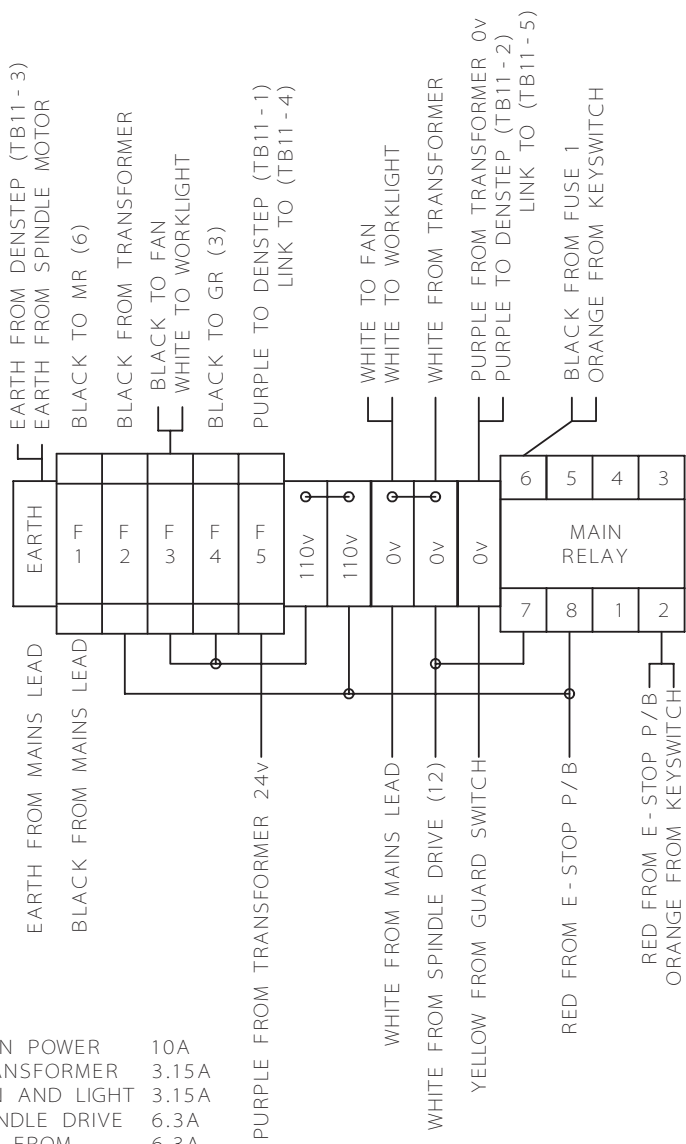 EARTH FROM DENSTEP (TB11 - 3)
EARTH FROM SPINDLE MOTOR
BLACK TO MR (6)
BLACK FROM TRANSFORMER
BLACK TO FAN
WHITE TO WORKLIGHT
BLACK TO GR (3)
PURPLE TO DENSTEP (TB11 - 1)
LINK TO (TB11 - 4)
WHITE TO FAN
WHITE TO WORKLIGHT
WHITE FROM TRANSFORMER
PURPLE FROM TRANSFORMER 0v
PURPLE TO DENSTEP (TB11 - 2)
LINK TO (TB11 - 5)
BLACK FROM FUSE 1
ORANGE FROM KEYSWITCH
EARTH
F 1
F 2
F 3
F 4
F 5
110v
110v
0v
0v
0v
6
5
4
3
MAIN
RELAY
7
8
1
2
EARTH FROM MAINS LEAD
BLACK FROM MAINS LEAD
PURPLE FROM TRANSFORMER 24v
WHITE FROM MAINS LEAD
WHITE FROM SPINDLE DRIVE (12)
YELLOW FROM GUARD SWITCH
RED FROM E - STOP P/B
RED FROM E - STOP P/B
ORANGE FROM KEYSWITCH
POWER 10A
3.15A
AND LIGHT 3.15A
DRIVE 6.3A